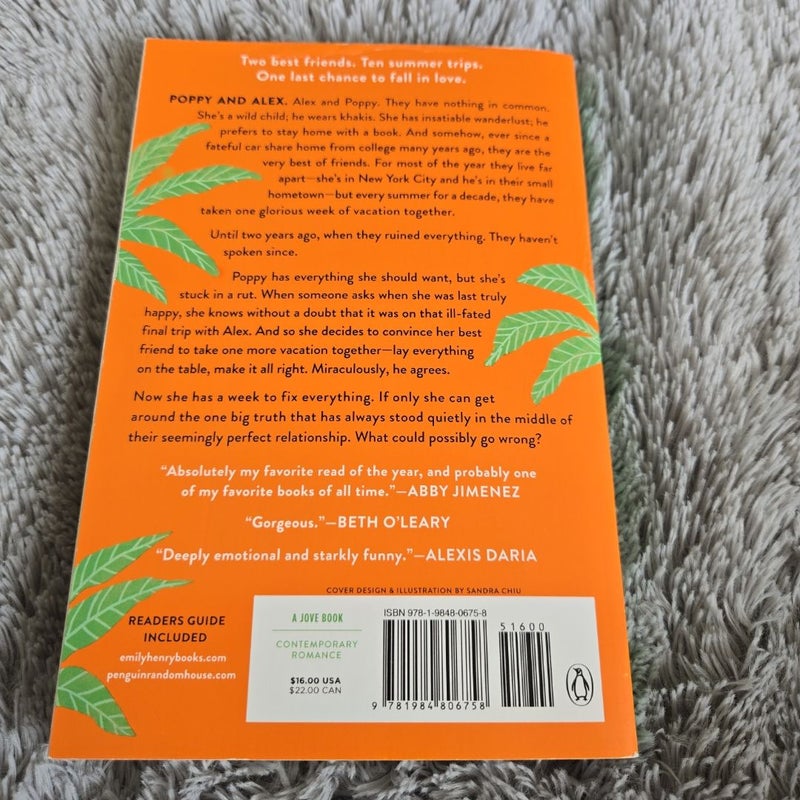 Two best friends. Ten summer trips.
One last chance to fall in love.
POPPY AND ALEX. Alex and Poppy. They have nothing in common.
She's a wild child; he wears khakis. She has insatiable wanderlust; he
prefers to stay home with a book. And somehow, ever since a
fateful car share home from college many years ago, they are the
very best of friends. For most of the year they live far
apart—she's in New York City and he's in their small
hometown—but every summer for a decade, they have
taken one glorious week of vacation together.
Until two years ago, when they ruined everything. They haven't
spoken since.
Poppy has everything she should want, but she's
stuck in a rut. When someone asks when she was last truly
happy, she knows without a doubt that it was on that ill-fated
final trip with Alex. And so she decides to convince her best
friend to take one more vacation together—lay everything
on the table, make it all right. Miraculously, he agrees.
Now she has a week to fix everything. If only she can get
around the one big truth that has always stood quietly in the middle of
their seemingly perfect relationship. What could possibly go wrong?
“Absolutely my favorite read of the year, and probably one
of my favorite books of all time.”—ABBY JIMENEZ
“Gorgeous.”—BETH O'LEARY
“Deeply emotional and starkly funny.”—ALEXIS DARIA
COVER DESIGN & ILLUSTRATION BY SANDRA CHIU
READERS GUIDE
INCLUDED
emilyhenrybooks.com
penguinrandomhouse.com
A JOVE BOOK
CONTEMPORARY
ROMANCE
$16.00 USA
$22.00 CAN
ISBN 978-1-9848-0675-8
51600
9 781984 806758